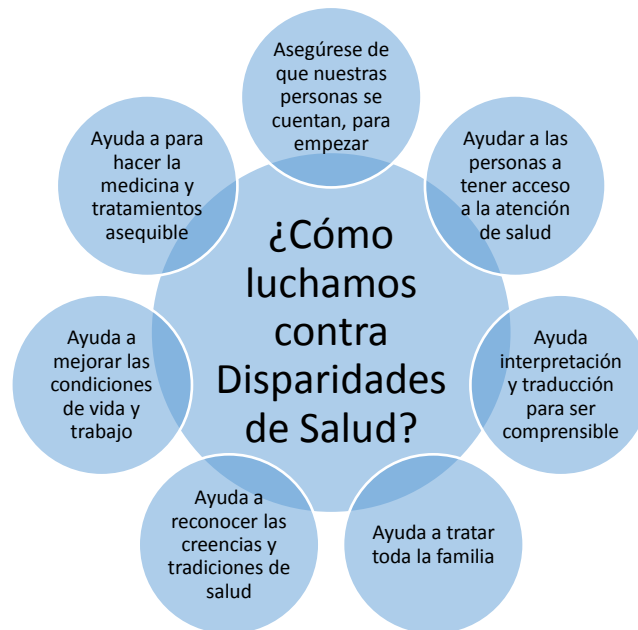 ¿Cómo
luchamos
contra
Disparidades
de Salud?
Asegúrese de
que nuestras
personas se
cuentan, para
empezar
Ayudar a las
personas a
tener acceso
a la atención
de salud
Ayuda
interpretación
y traducción
para ser
comprensible
Ayuda a tratar
toda la familia
Ayuda a
reconocer las
creencias y
tradiciones de
salud
Ayuda a
mejorar las
condiciones
de vida y
trabajo
Ayuda a para
hacer la
medicina y
tratamientos
asequible